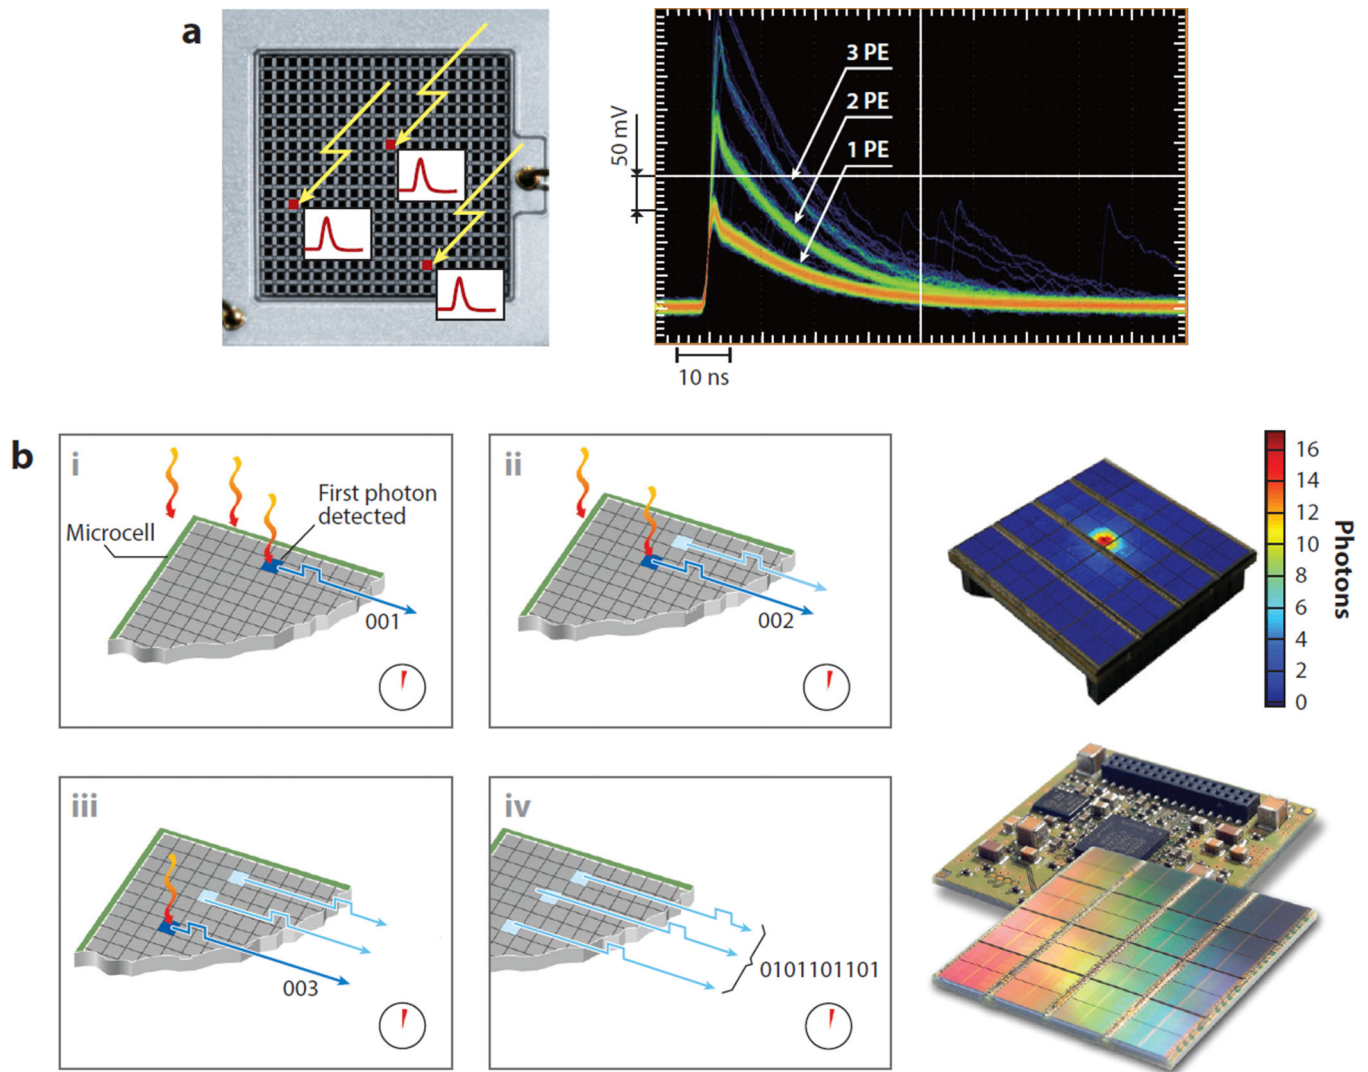 a
3 PE
2 PE
1 PE
50 mV
10 ns
b
i
Microcell
First photon
detected
001
ii
002
iii
003
iv
0101101101
16
14
12
10
8
6
4
2
0
Photons